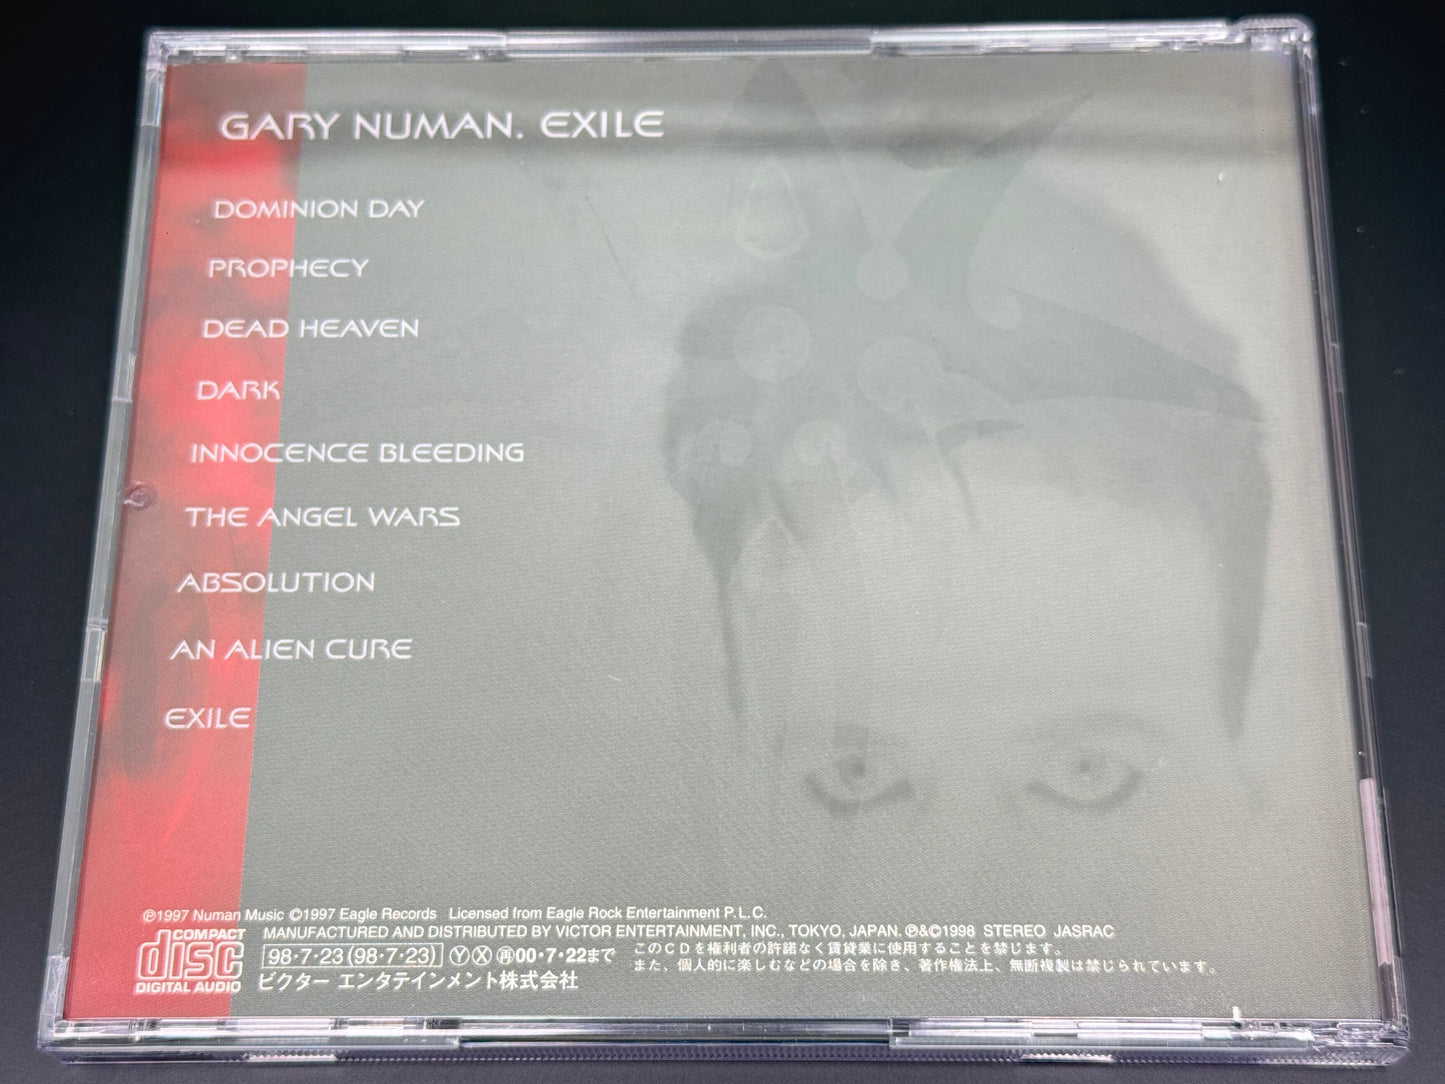 GARY NUMAN. EXILE
DOMINION DAY
PROPHECY
DEAD HEAVEN
DARK
INNOCENCE BLEEDING
THE ANGEL WARS
ABSOLUTION
AN ALIEN CURE
EXILE
℗1997 Numan Music ©1997 Eagle Records Licensed from Eagle Rock Entertainment P.L.C.
MANUFACTURED AND DISTRIBUTED BY VICTOR ENTERTAINMENT, INC., TOKYO, JAPAN. ℗&©1998 STEREO JASRAC
COMPACT
disc
DIGITAL AUDIO
98・7・23(98・7・23) Ⓨ Ⓧ 再00・7・22まで
ビクター エンタテインメント株式会社
このCDを権利者の許諾なく賃貸業に使用することを禁じます。
また、個人的に楽しむなどの場合を除き、著作権法上、無断複製は禁じられています。